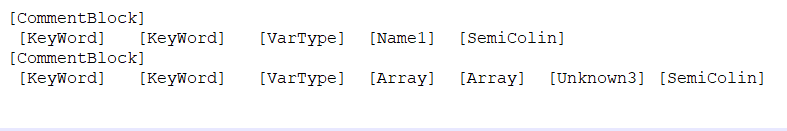 [CommentBlock]
[KeyWord] [KeyWord] [VarType] [Name1] [SemiColin]
[CommentBlock]
[KeyWord] [KeyWord] [VarType] [Array] [Array] [Unknown3] [SemiColin]